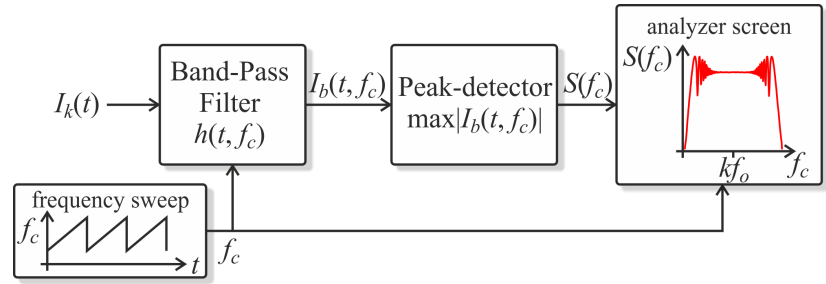 analyzer screen
S(f_c)
kf_o
f_c
Band-Pass
Filter
h(t, f_c)
I_k(t)
I_b(t, f_c)
Peak-detector
max|I_b(t, f_c)|
S(f_c)
frequency sweep
f_c
t
f_c